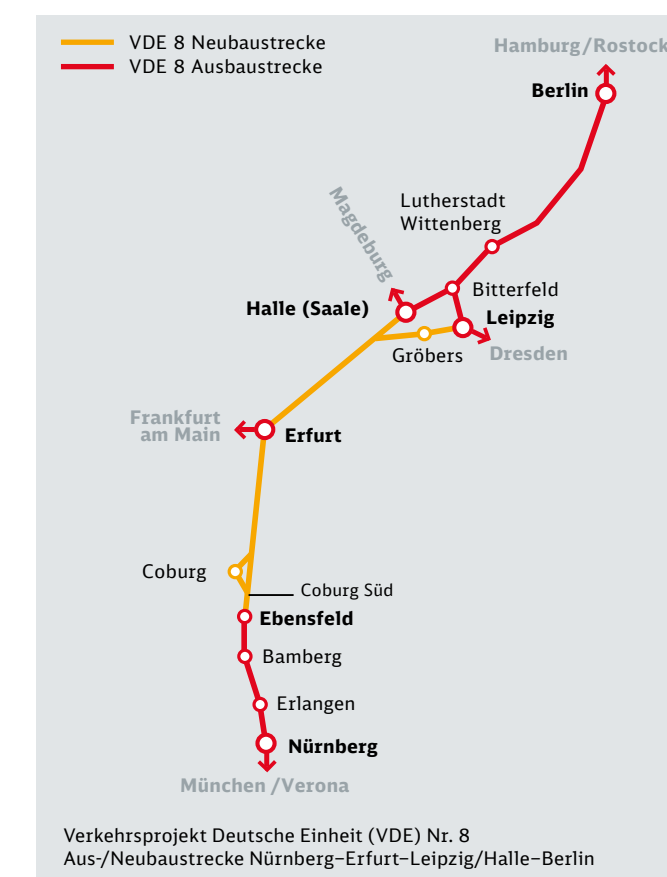 VDE 8 Neubaustrecke
VDE 8 Ausbaustrecke
Hamburg/Rostock
Berlin
Lutherstadt
Wittenberg
Magdeburg
Bitterfeld
Halle (Saale)
Leipzig
Gröbers
Dresden
Frankfurt
am Main
Erfurt
Coburg
Coburg Süd
Ebensfeld
Bamberg
Erlangen
Nürnberg
München /Verona
Verkehrsprojekt Deutsche Einheit (VDE) Nr. 8
Aus-/Neubaustrecke Nürnberg–Erfurt–Leipzig/Halle–Berlin